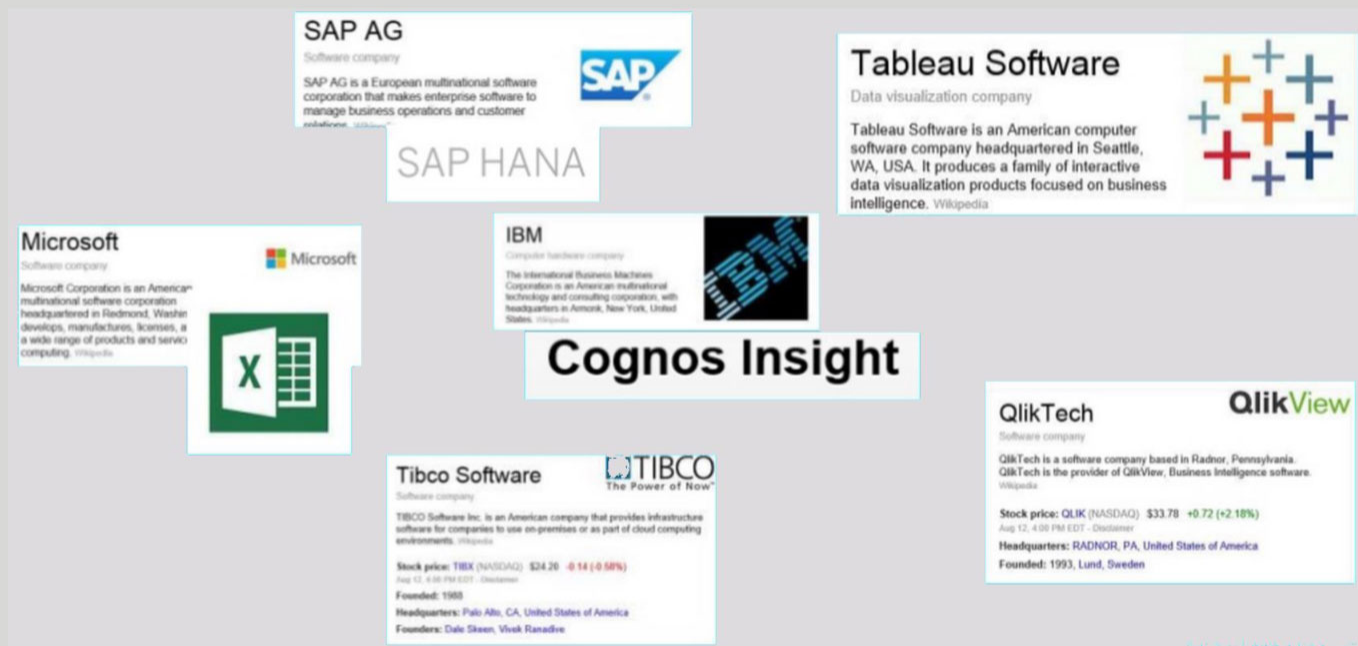 SAP AG
Software company
SAP AG is a European multinational software
corporation that makes enterprise software to
manage business operations and customer
relations. Wikipedia
SAP
SAP HANA
Tableau Software
Data visualization company
Tableau Software is an American computer
software company headquartered in Seattle,
WA, USA. It produces a family of interactive
data visualization products focused on business
intelligence. Wikipedia
Microsoft
Software company
Microsoft
Microsoft Corporation is an American
multinational software corporation
headquartered in Redmond, Washin
develops, manufactures, licenses, a
a wide range of products and servic
computing. Wikipedia
X
IBM
Computer hardware company
The International Business Machines
Corporation is an American multinational
technology and consulting corporation, with
headquarters in Armonk, New York, United
States. Wikipedia
IBM
Cognos Insight
Tibco Software
Software company
TIBCO
The Power of Now
TIBCO Software Inc. is an American company that provides infrastructure
software for companies to use on-premises or as part of cloud computing
environments. Wikipedia
Stock price: TIBX (NASDAQ) $24.20 -0.14 (-0.58%)
Aug 12, 4:00 PM EDT - Disclaimer
Founded: 1988
Headquarters: Palo Alto, CA, United States of America
Founders: Dale Skeen, Vivek Ranadive
QlikTech
Software company
QlikView
QlikTech is a software company based in Radnor, Pennsylvania.
QlikTech is the provider of QlikView, Business Intelligence software.
Wikipedia
Stock price: QLIK (NASDAQ) $33.78 +0.72 (+2.18%)
Aug 12, 4:00 PM EDT - Disclaimer
Headquarters: RADNOR, PA, United States of America
Founded: 1993, Lund, Sweden